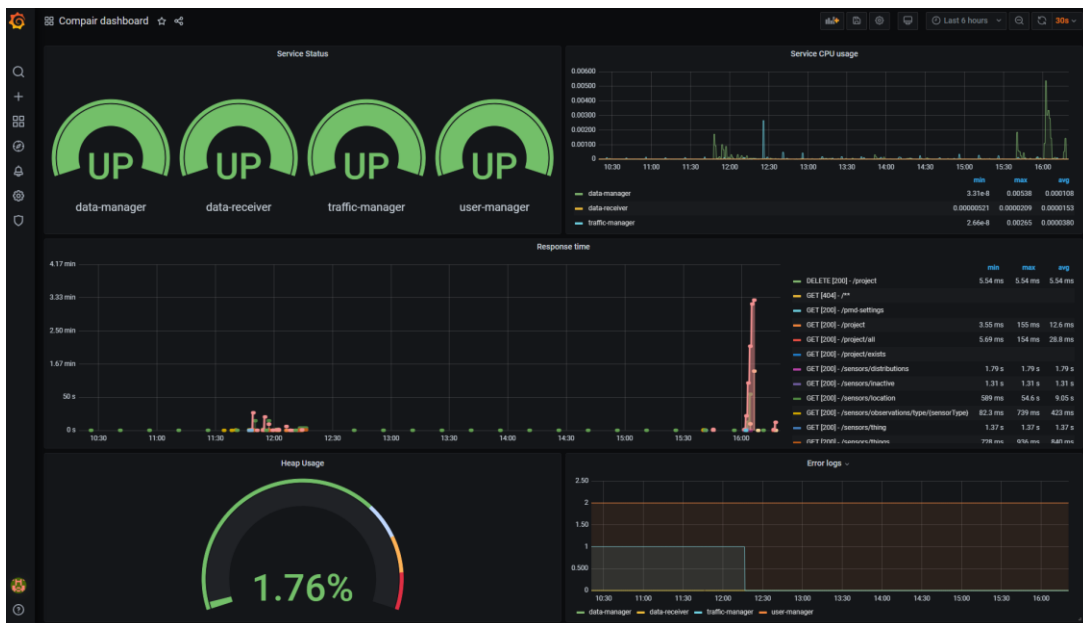 Compair dashboard
Last 6 hours
30s
Service Status
UP
UP
UP
UP
data-manager
data-receiver
traffic-manager
user-manager
Service CPU usage
0.00600
0.00500
0.00400
0.00300
0.00200
0.00100
0
10:30 11:00 11:30 12:00 12:30 13:00 13:30 14:00 14:30 15:00 15:30 16:00
min max avg
data-manager 3.31e-8 0.00538 0.000108
data-receiver 0.00000521 0.0000209 0.0000153
traffic-manager 2.66e-8 0.00265 0.0000380
Response time
4.17 min
3.33 min
2.50 min
1.67 min
50 s
0 s
10:30 11:00 11:30 12:00 12:30 13:00 13:30 14:00 14:30 15:00 15:30 16:00
min max avg
DELETE [200] - /project 5.54 ms 5.54 ms 5.54 ms
GET [404] - /**
GET [200] - /pmd-settings
GET [200] - /project 3.55 ms 155 ms 12.6 ms
GET [200] - /project/all 5.69 ms 154 ms 28.8 ms
GET [200] - /project/exists
GET [200] - /sensors/distributions 1.79 s 1.79 s 1.79 s
GET [200] - /sensors/inactive 1.31 s 1.31 s 1.31 s
GET [200] - /sensors/location 589 ms 54.6 s 9.05 s
GET [200] - /sensors/observations/type/{sensorType} 82.3 ms 739 ms 423 ms
GET [200] - /sensors/thing 1.37 s 1.37 s 1.37 s
GET [200] - /sensors/things 728 ms 936 ms 840 ms
Heap Usage
1.76%
Error logs
2.50
2
1.50
1
0.500
0
10:30 11:00 11:30 12:00 12:30 13:00 13:30 14:00 14:30 15:00 15:30 16:00
data-manager data-receiver traffic-manager user-manager